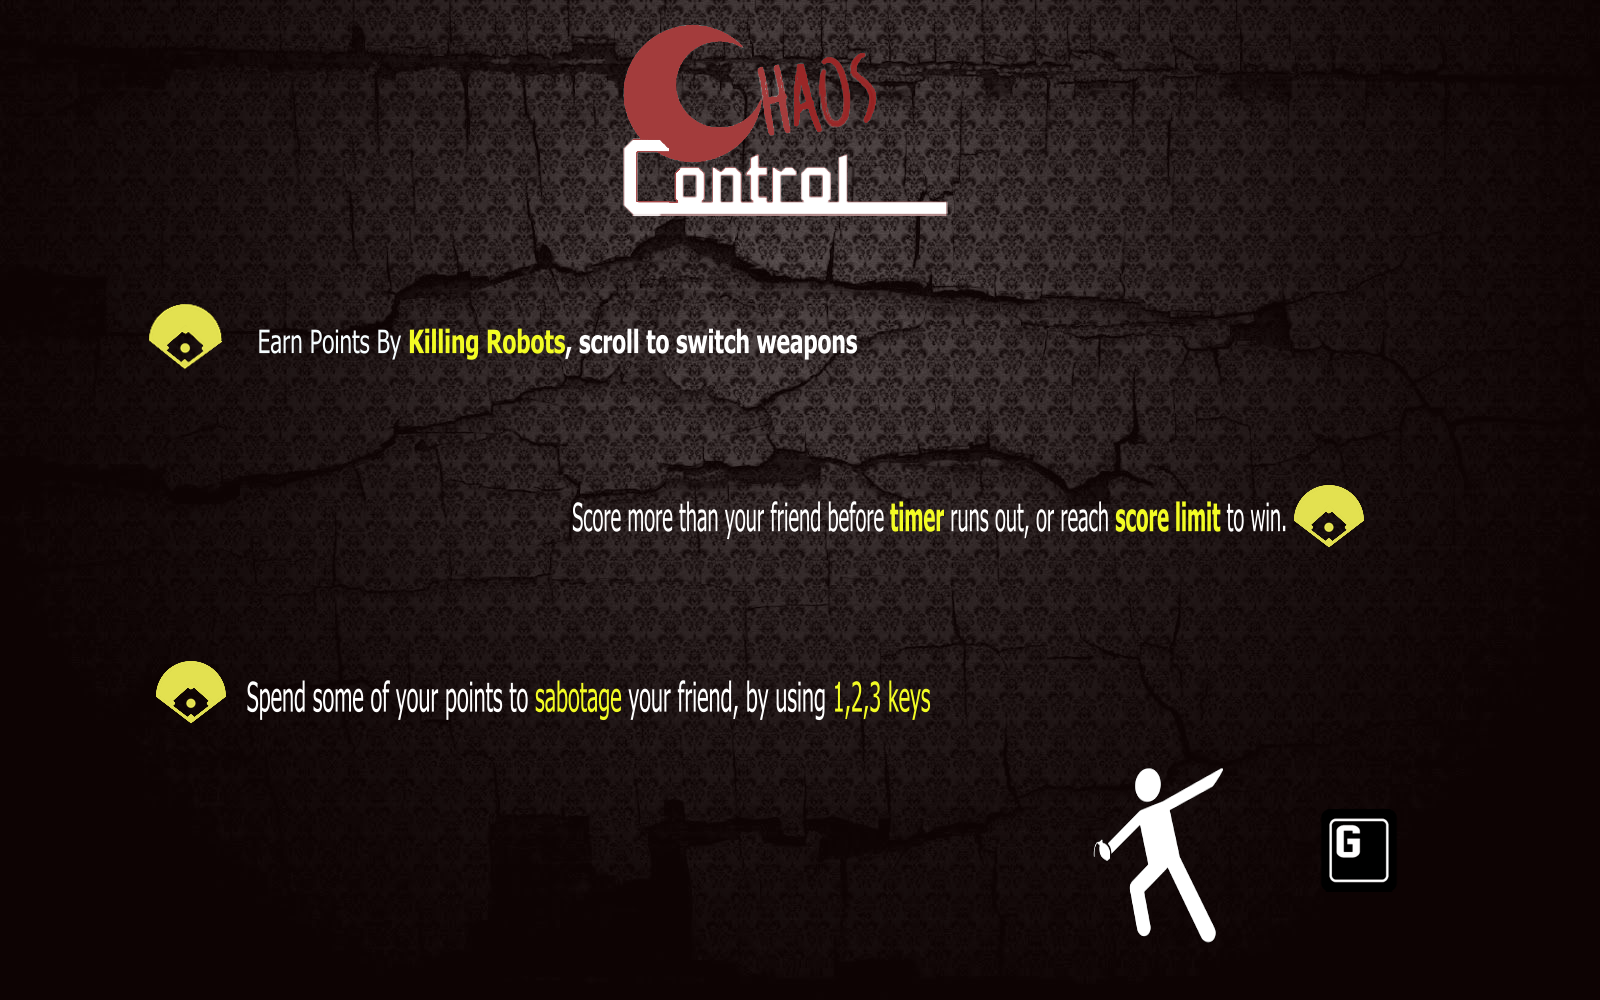 CHAOS
Control
Earn Points By Killing Robots, scroll to switch weapons
Score more than your friend before timer runs out, or reach score limit to win.
Spend some of your points to sabotage your friend, by using 1,2,3 keys
G